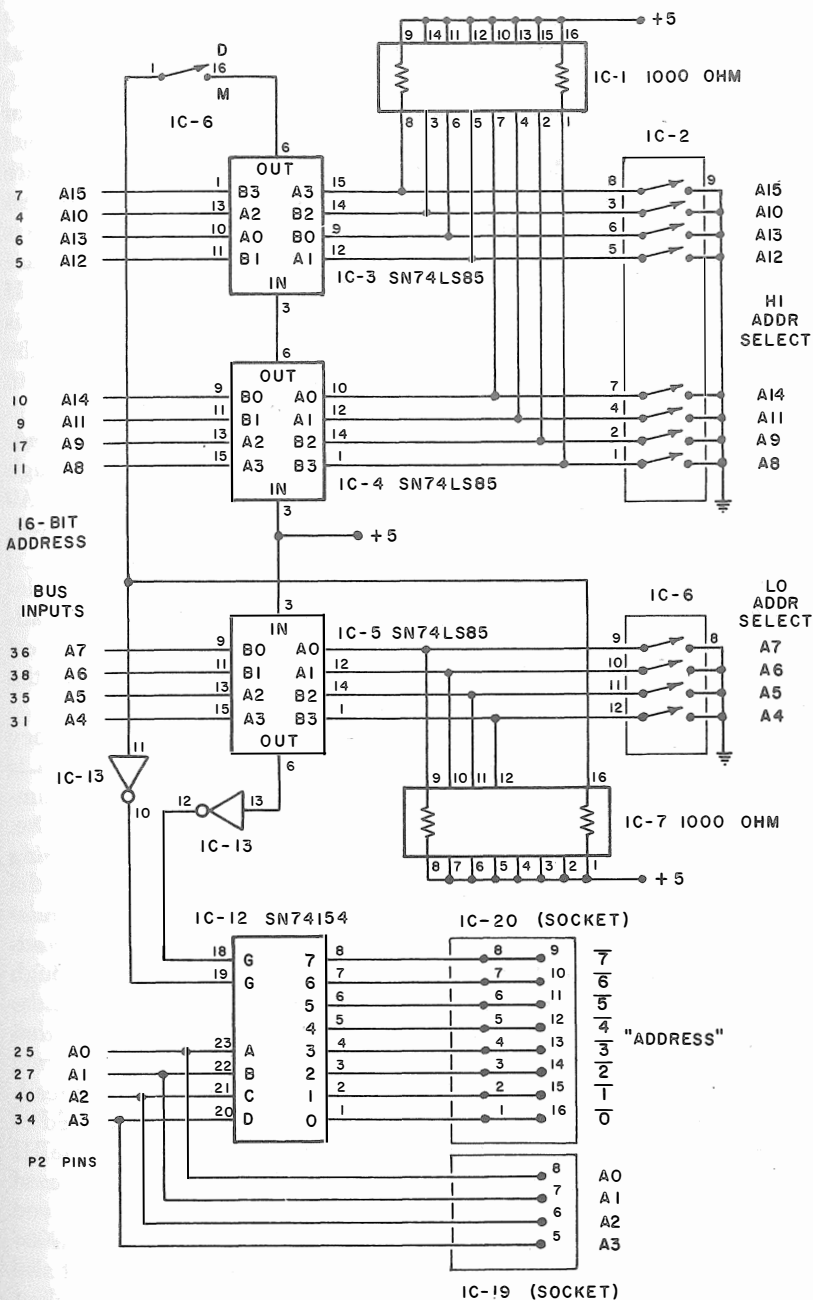 +5
9 14 11 12 10 13 15 16
IC-1 1000 OHM
8 3 6 5 7 4 2 1
D
1 16
M
IC-6
IC-2
6
OUT
7 A15 1 B3 A3 15 8 9 A15
4 A10 13 A2 B2 14 3 A10
6 A13 10 A0 B0 9 6 A13
5 A12 11 B1 A1 12 5 A12
IN
IC-3 SN74LS85
3
HI
ADDR
SELECT
6
OUT
10 A14 9 B0 A0 10 7 A14
9 A11 11 B1 A1 12 4 A11
17 A9 13 A2 B2 14 2 A9
11 A8 15 A3 B3 1 1 A8
IN
IC-4 SN74LS85
3
16-BIT
ADDRESS
+5
BUS
INPUTS
IC-6
LO
ADDR
SELECT
3
IN
IC-5 SN74LS85
36 A7 9 B0 A0 10 9 8 A7
38 A6 11 B1 A1 12 10 A6
35 A5 13 A2 B2 14 11 A5
31 A4 15 A3 B3 1 12 A4
OUT
6
11
IC-13
10
12 13
IC-13
9 10 11 12 16
IC-7 1000 OHM
8 7 6 5 4 3 2 1
+5
IC-12 SN74154
IC-20 (SOCKET)
18 G 7 8 8 9 7
19 G 6 7 7 10 6
5 6 6 11 5
4 5 5 12 4
25 A0 23 A 3 4 4 13 3
27 A1 22 B 2 3 3 14 2
40 A2 21 C 1 2 2 15 1
34 A3 20 D 0 1 1 16 0
"ADDRESS"
P2 PINS
8 A0
7 A1
6 A2
5 A3
IC-19 (SOCKET)